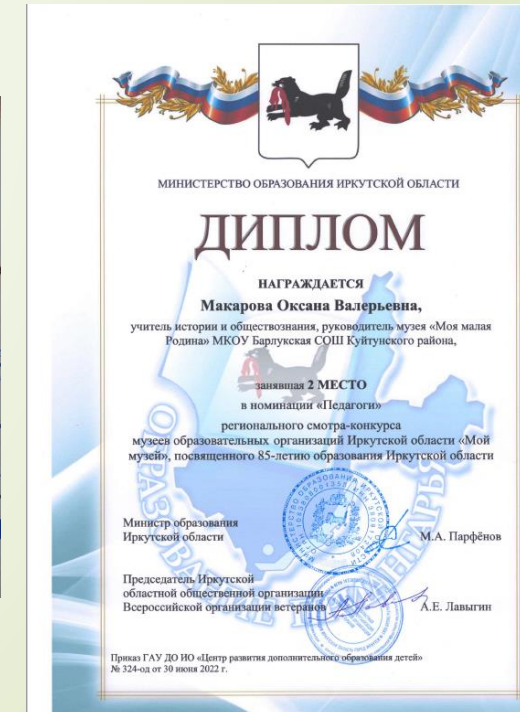 МИНИСТЕРСТВО ОБРАЗОВАНИЯ ИРКУТСКОЙ ОБЛАСТИ
ДИПЛОМ
НАГРАЖДАЕТСЯ
Макарова Оксана Валерьевна,
учитель истории и обществознания, руководитель музея «Моя малая
Родина» МКОУ Барлукская СОШ Куйтунского района,
занявшая 2 МЕСТО
в номинации «Педагоги»
регионального смотра-конкурса
музеев образовательных организаций Иркутской области «Мой
музей», посвященного 85-летию образования Иркутской области
Министр образования
Иркутской области
М.А. Парфёнов
Председатель Иркутской
областной общественной организации
Всероссийской организации ветеранов
А.Е. Лавыгин
Приказ ГАУ ДО ИО «Центр развития дополнительного образования детей»
№ 324-од от 30 июня 2022 г.